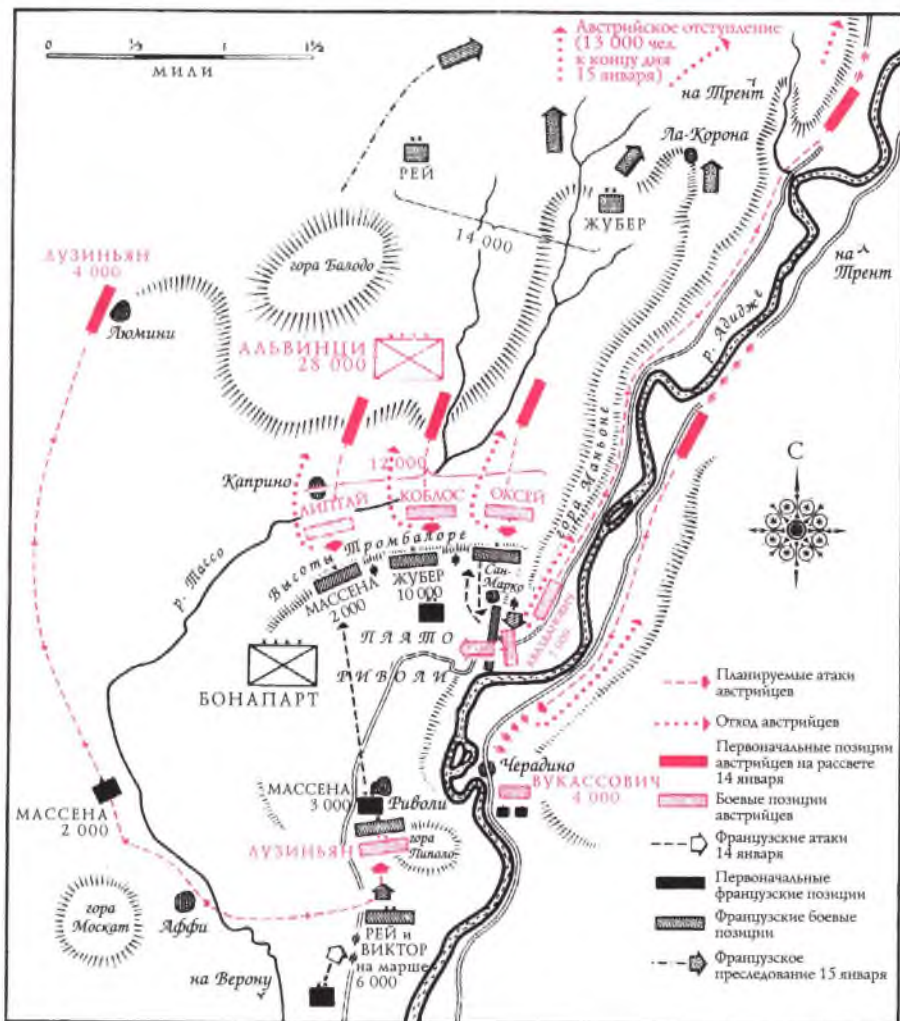 0 ½ 1 1½
МИЛИ
Австрийское отступление
(13 000 чел.
к концу дня
15 января)
на Трент
Ла-Корона
РЕЙ
ЖУБЕР
14 000
на
Трент
ЛУЗИНЬЯН
4 000
Люмини
гора Балодо
АЛЬВИНЦИ
28 000
р. Адидже
гора Маньоне
С
Каприно
12 000
ЛИПТАЙ
КОБЛОС
ОКСЕЙ
р. Тассо
Высоты Тромбалоре
МАССЕНА
2 000
ЖУБЕР
10 000
Сан-
Марко
ПЛАТО
РИВОЛИ
БОНАПАРТ
Черадино
ВУКАССОВИЧ
4 000
МАССЕНА
2 000
МАССЕНА
3 000
Риволи
ЛУЗИНЬЯН
гора
Пиполо
гора
Москат
Аффи
на Верону
РЕЙ и
ВИКТОР
на марше
6 000
Планируемые атаки
австрийцев
Отход австрийцев
Первоначальные позиции
австрийцев на рассвете
14 января
Боевые позиции
австрийцев
Французские атаки
14 января
Первоначальные
французские позиции
Французские боевые
позиции
Французское
преследование 15 января